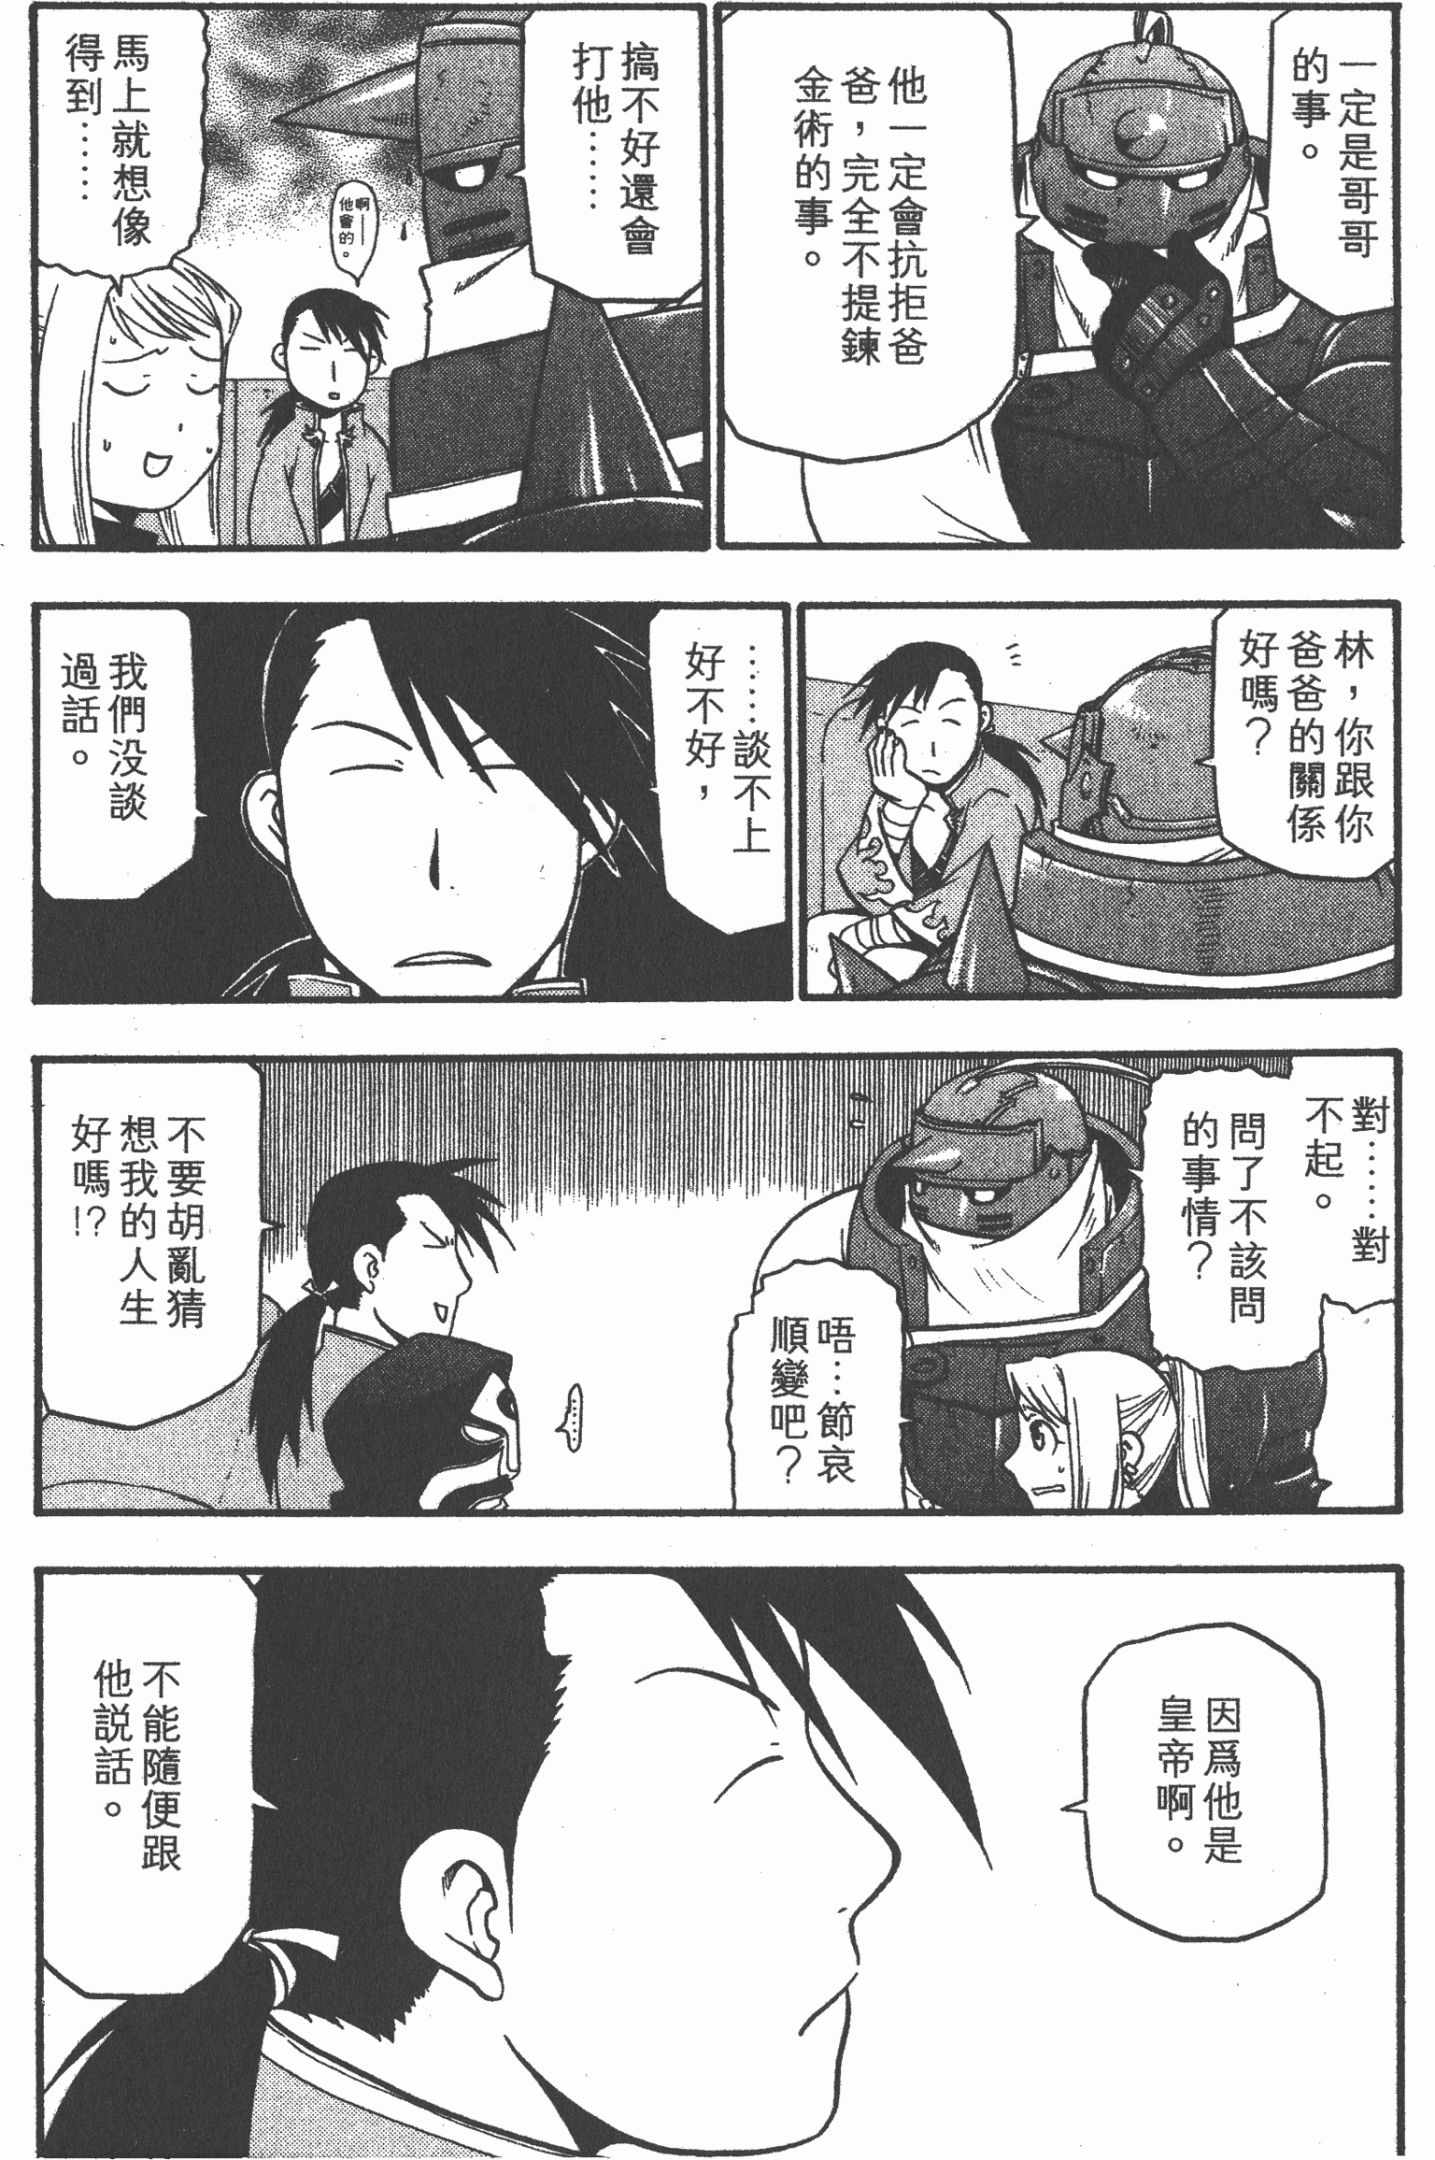 一定是哥哥
的事。
他一定會抗拒爸
爸，完全不提鍊
金術的事。
搞不好還會
打他……
啊——
他會的。
馬上就想像
得到……
林，你跟你
爸爸的關係
好嗎？
……談不上
好不好，
我們没談
過話。
對……對
不起。
問了不該問
的事情？
唔…節哀
順變吧？
……
不要胡亂猜
想我的人生
好嗎!?
因爲他是
皇帝啊。
不能隨便跟
他説話。